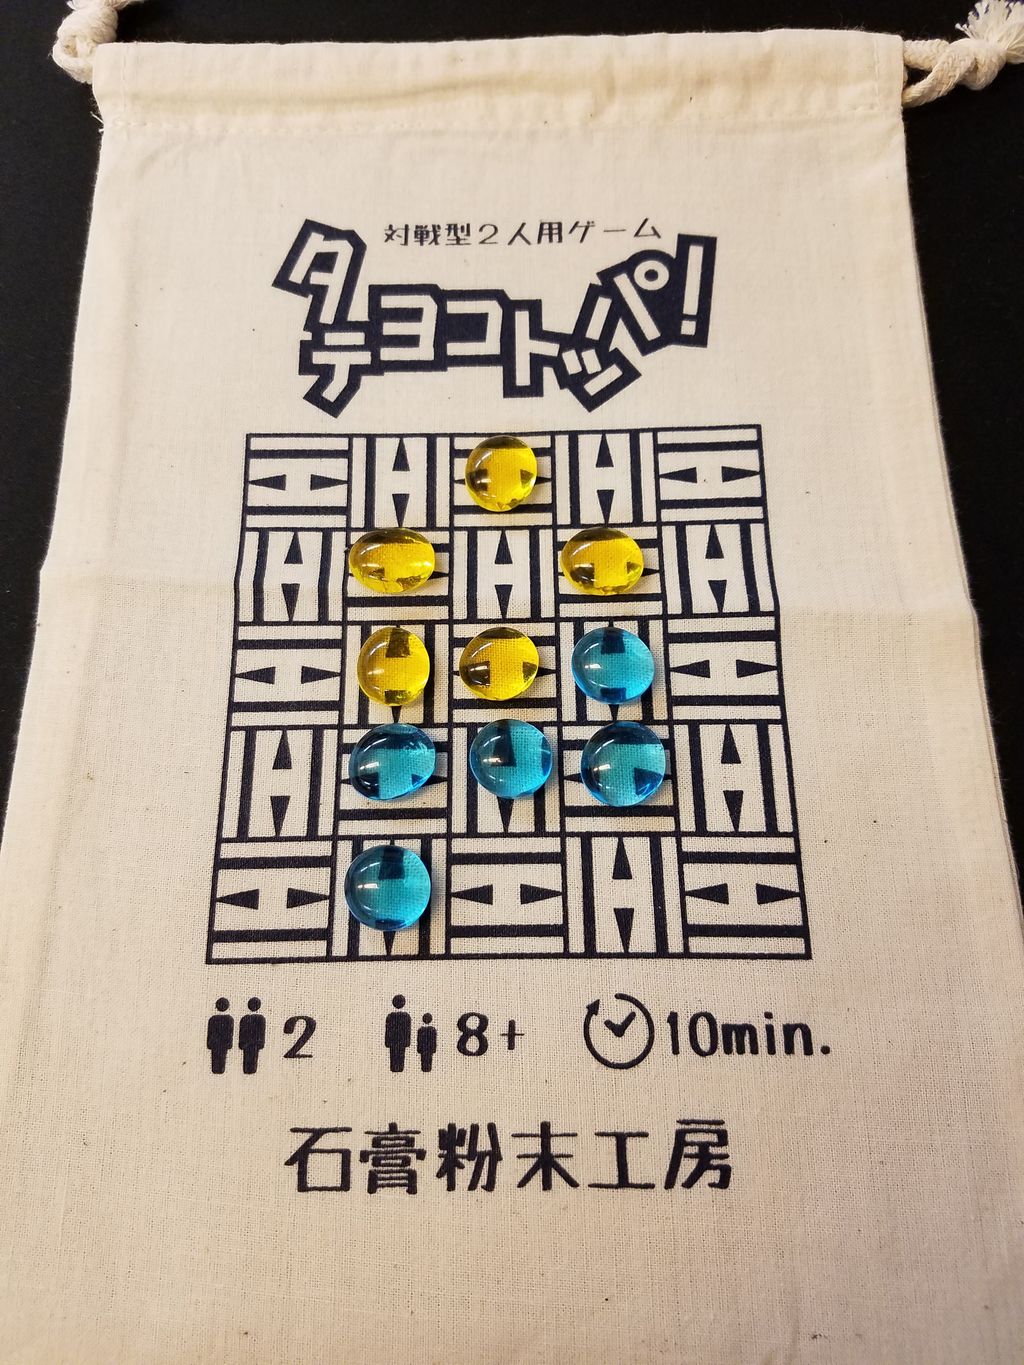 対戦型2人用ゲーム
タテヨコトッパ!
2 8+ 10min.
石膏粉末工房